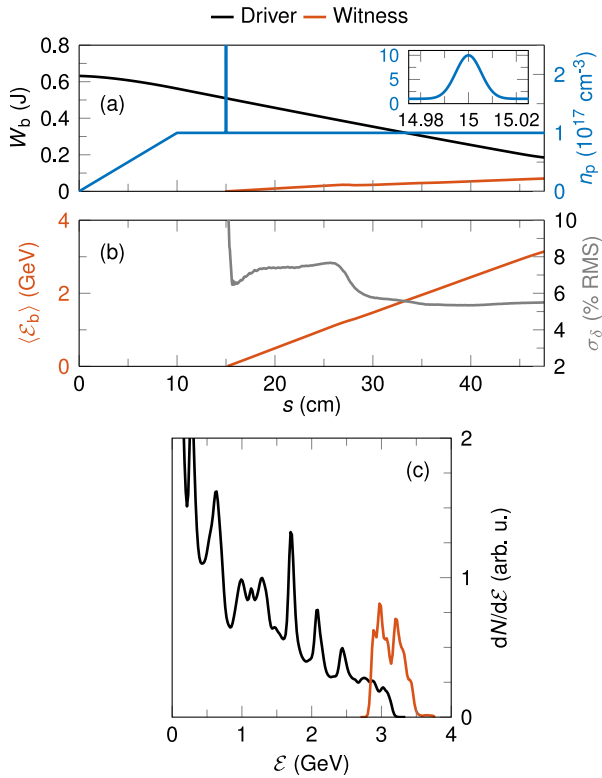 Driver Witness
(a)
W_b (J)
0.8
0.6
0.4
0.2
0
n_p (10^17 cm^-3)
2
1
0
10
5
0
14.98 15 15.02
(b)
⟨ℰ_b⟩ (GeV)
4
2
0
σ_δ (% RMS)
10
8
6
4
2
0 10 20 30 40
s (cm)
(c)
2
1
0
dN/dℰ (arb. u.)
0 1 2 3 4
ℰ (GeV)